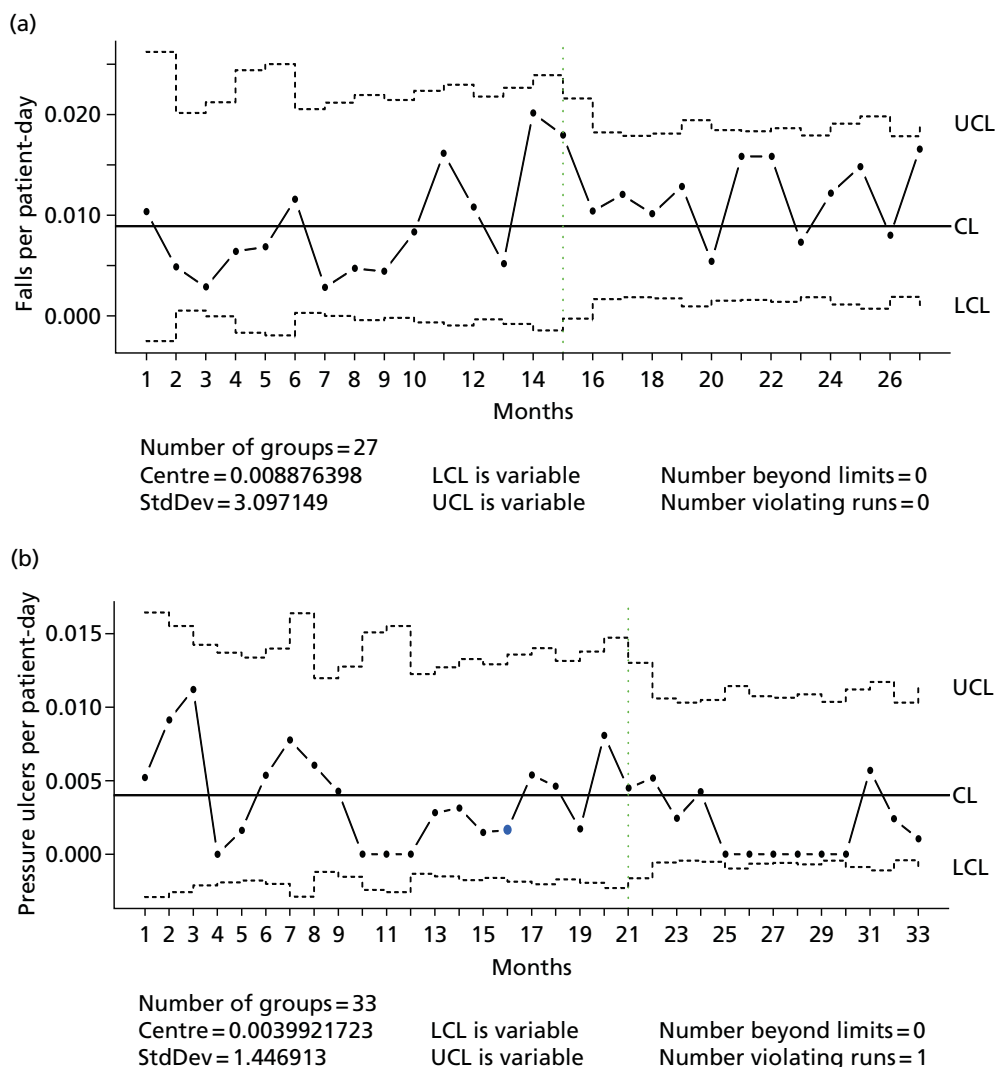 (a)
Falls per patient-day
0.020
0.010
0.000
UCL
CL
LCL
1 2 3 4 5 6 7 8 9 10 12 14 16 18 20 22 24 26
Months
Number of groups=27
Centre=0.008876398 LCL is variable Number beyond limits=0
StdDev=3.097149 UCL is variable Number violating runs=0
(b)
Pressure ulcers per patient-day
0.015
0.010
0.005
0.000
UCL
CL
LCL
1 2 3 4 5 6 7 8 9 11 13 15 17 19 21 23 25 27 29 31 33
Months
Number of groups=33
Centre=0.0039921723 LCL is variable Number beyond limits=0
StdDev=1.446913 UCL is variable Number violating runs=1